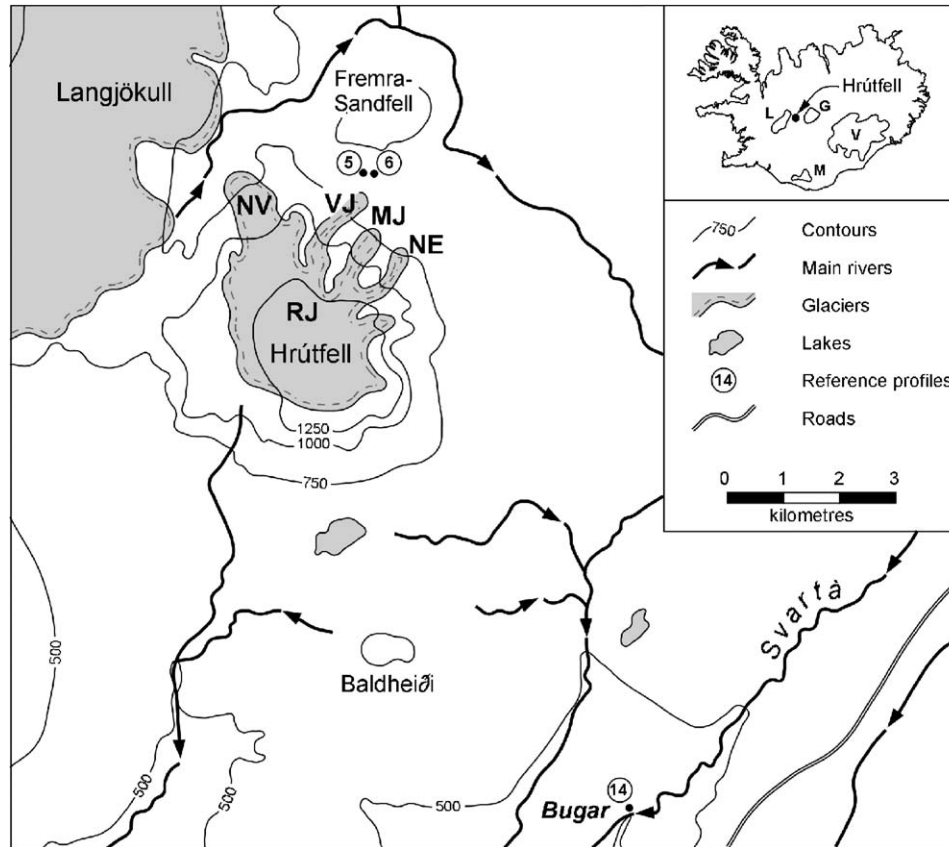 Langjökull
Fremra-
Sandfell
5
6
NV
VJ
MJ
NE
RJ
Hrútfell
1250
1000
750
500
500
500
500
Baldheiði
Svartá
14
Bugar
Hrútfell
L
G
V
M
750
Contours
Main rivers
Glaciers
Lakes
14
Reference profiles
Roads
0 1 2 3
kilometres